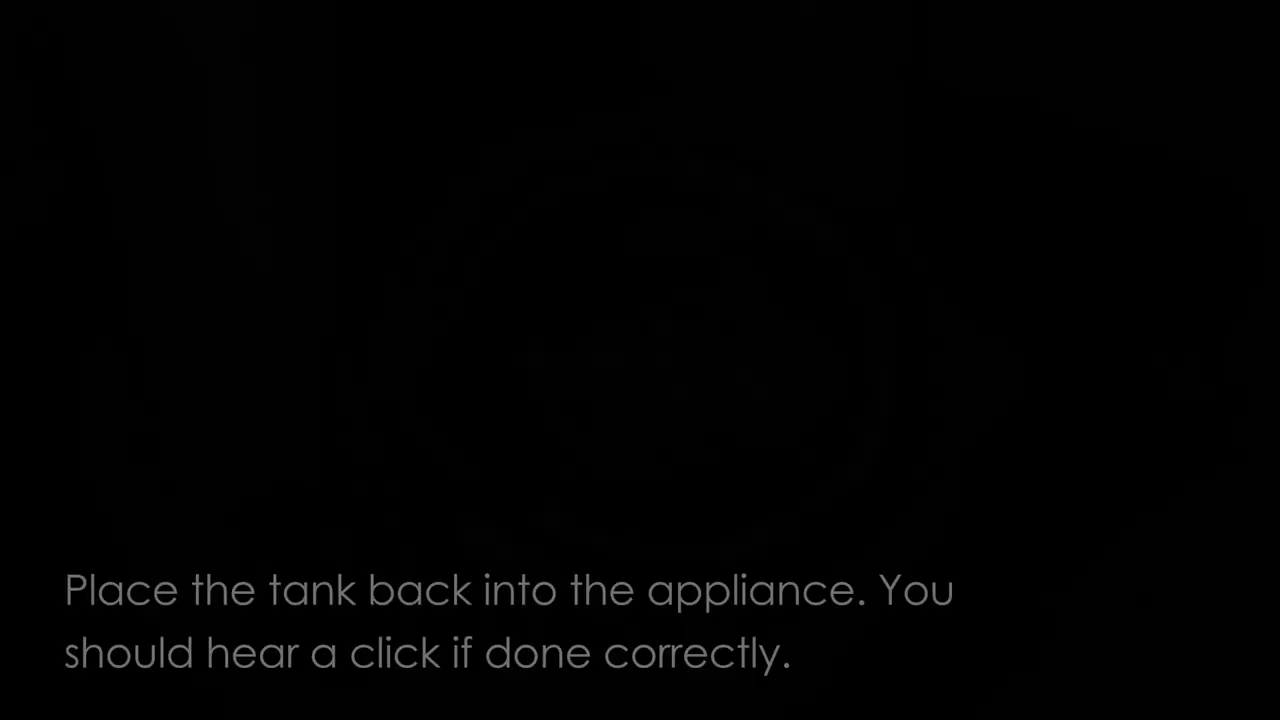 Place the tank back into the appliance. You
should hear a click if done correctly.